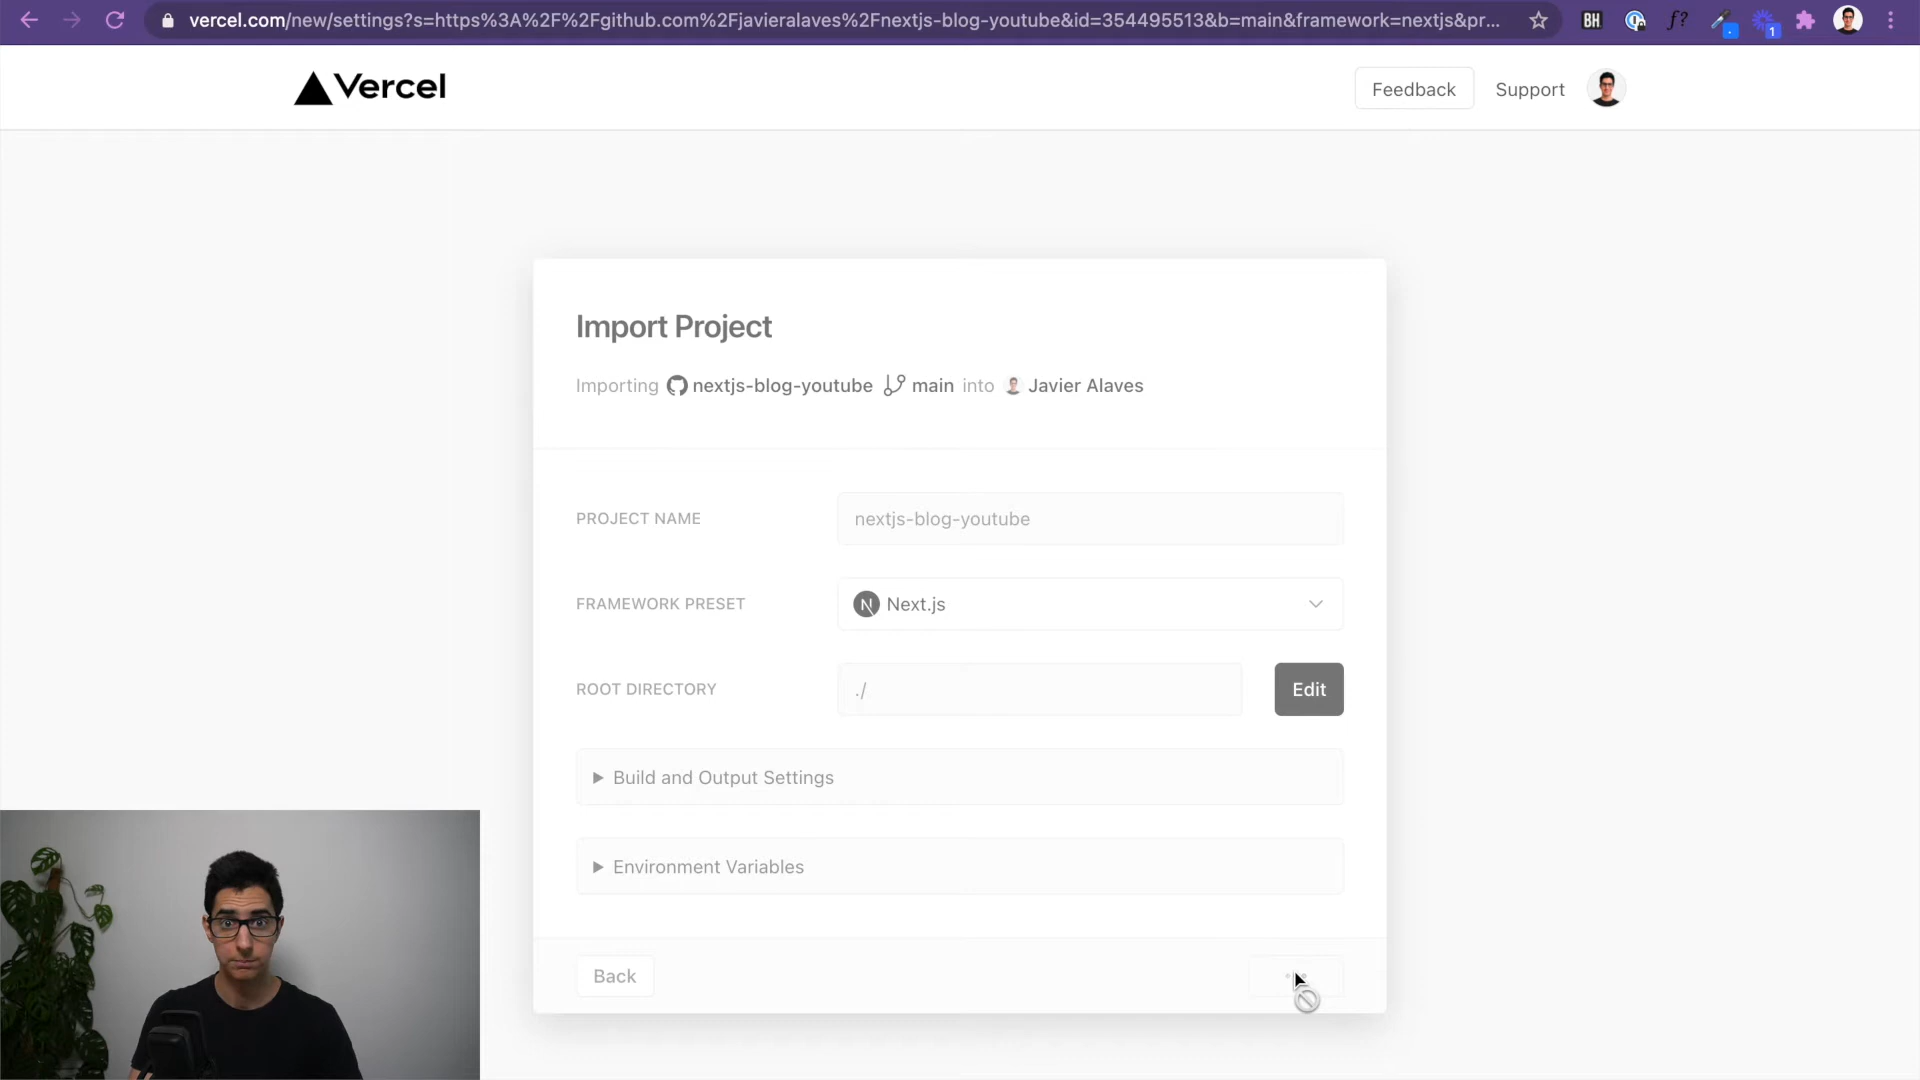 vercel.com/new/settings?s=https%3A%2F%2Fgithub.com%2Fjavieralaves%2Fnextjs-blog-youtube&id=354495513&b=main&framework=nextjs&pr...
BH
f?
1
Vercel
Feedback
Support
Import Project
Importing nextjs-blog-youtube main into Javier Alaves
PROJECT NAME
nextjs-blog-youtube
FRAMEWORK PRESET
N Next.js
ROOT DIRECTORY
./
Edit
Build and Output Settings
Environment Variables
Back